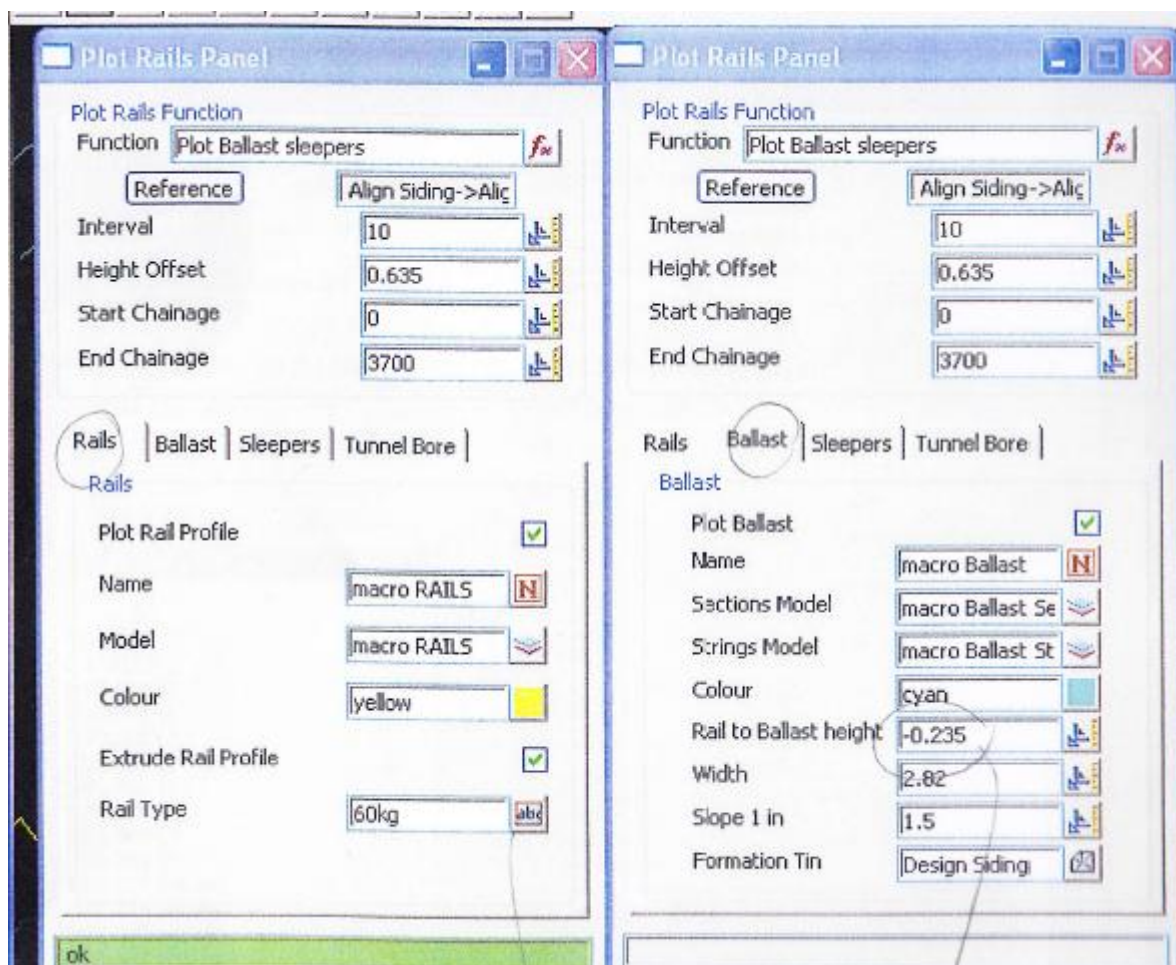 Plot Rails Panel
Plot Rails Function
Function Plot Ballast sleepers
Reference Align Siding->Alig
Interval 10
Height Offset 0.635
Start Chainage 0
End Chainage 3700
Rails Ballast Sleepers Tunnel Bore
Rails
Plot Rail Profile
Name macro RAILS N
Model macro RAILS
Colour yellow
Extrude Rail Profile
Rail Type 60kg abc
ok
Plot Rails Panel
Plot Rails Function
Function Plot Ballast sleepers
Reference Align Siding->Alig
Interval 10
Height Offset 0.635
Start Chainage 0
End Chainage 3700
Rails Ballast Sleepers Tunnel Bore
Ballast
Plot Ballast
Name macro Ballast N
Sections Model macro Ballast Se
Strings Model macro Ballast St
Colour cyan
Rail to Ballast height -0.235
Width 2.82
Slope 1 in 1.5
Formation Tin Design Siding